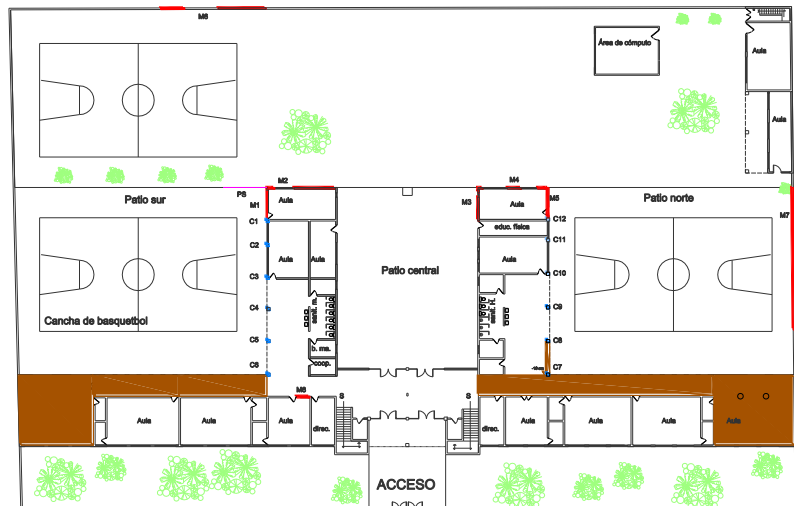 M6
Área de cómputo
Aula
Aula
M2
M4
PS
Patio sur
M1
Aula
M3
Aula
M5
Patio norte
M7
C1
C12
educ. física
C2
C11
Aula
Aula
Aula
Patio central
C3
C10
C4
sanit. m.
sanit. H.
C9
Cancha de basquetbol
C5
b. ma.
C8
coop.
C6
C7
M8
S
S
Aula
Aula
Aula
direc.
direc.
Aula
Aula
Aula
Aula
ACCESO